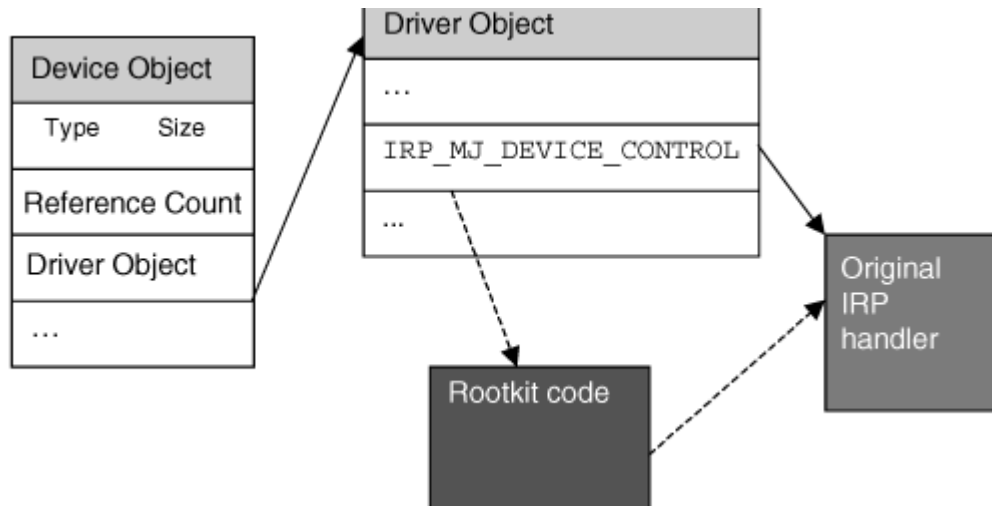 Device Object
Type Size
Reference Count
Driver Object
...
Driver Object
...
IRP_MJ_DEVICE_CONTROL
...
Rootkit code
Original
IRP
handler